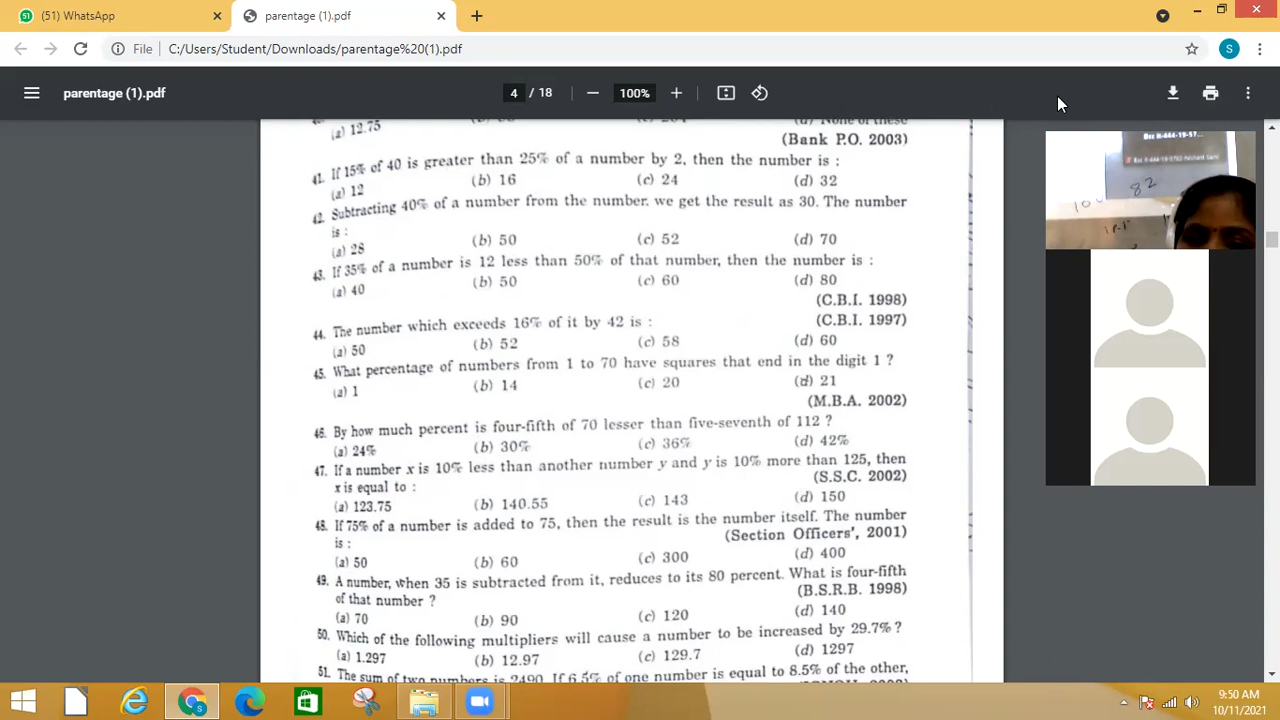 (51) WhatsApp
parentage (1).pdf
File
C:/Users/Student/Downloads/parentage%20(1).pdf
S
parentage (1).pdf
4 / 18
100%
(a) 12.75
(d) None of these
(Bank P.O. 2003)
41. If 15% of 40 is greater than 25% of a number by 2, then the number is :
(a) 12 (b) 16 (c) 24 (d) 32
42. Subtracting 40% of a number from the number. we get the result as 30. The number
is :
(a) 28 (b) 50 (c) 52 (d) 70
43. If 35% of a number is 12 less than 50% of that number, then the number is :
(a) 40 (b) 50 (c) 60 (d) 80
(C.B.I. 1998)
(C.B.I. 1997)
44. The number which exceeds 16% of it by 42 is :
(a) 50 (b) 52 (c) 58 (d) 60
45. What percentage of numbers from 1 to 70 have squares that end in the digit 1 ?
(a) 1 (b) 14 (c) 20 (d) 21
(M.B.A. 2002)
46. By how much percent is four-fifth of 70 lesser than five-seventh of 112 ?
(a) 24% (b) 30% (c) 36% (d) 42%
47. If a number x is 10% less than another number y and y is 10% more than 125, then
x is equal to :
(S.S.C. 2002)
(a) 123.75 (b) 140.55 (c) 143 (d) 150
48. If 75% of a number is added to 75, then the result is the number itself. The number
is :
(Section Officers', 2001)
(a) 50 (b) 60 (c) 300 (d) 400
49. A number, when 35 is subtracted from it, reduces to its 80 percent. What is four-fifth
of that number ?
(B.S.R.B. 1998)
(a) 70 (b) 90 (c) 120 (d) 140
50. Which of the following multipliers will cause a number to be increased by 29.7% ?
(a) 1.297 (b) 12.97 (c) 129.7 (d) 1297
51. The sum of two numbers is 2490. If 6.5% of one number is equal to 8.5% of the other,
82
9:50 AM
10/11/2021